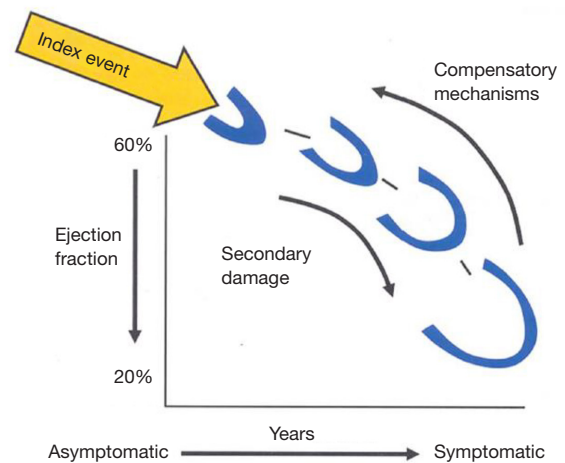 Index event
Compensatory
mechanisms
60%
Ejection
fraction
Secondary
damage
20%
Years
Asymptomatic
Symptomatic